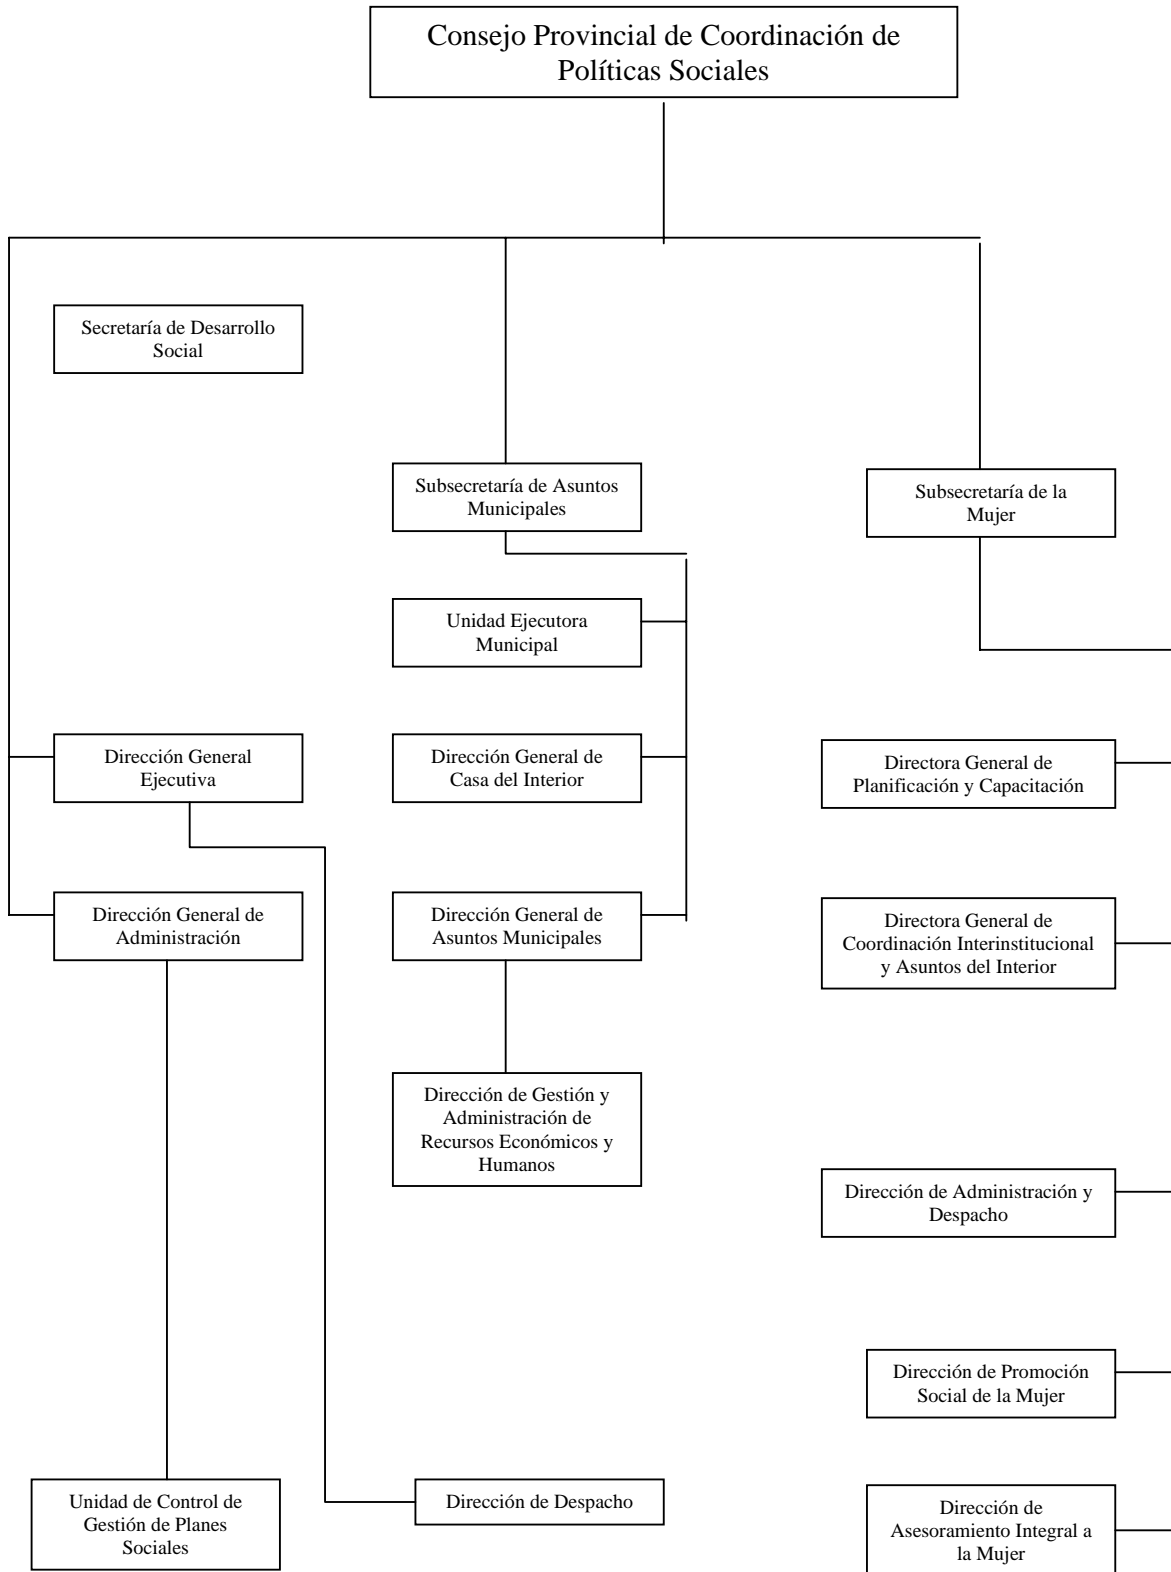 Consejo Provincial de Coordinación de
Políticas Sociales
Secretaría de Desarrollo
Social
Subsecretaría de Asuntos
Municipales
Subsecretaría de la
Mujer
Unidad Ejecutora
Municipal
Dirección General
Ejecutiva
Dirección General de
Casa del Interior
Directora General de
Planificación y Capacitación
Dirección General de
Administración
Dirección General de
Asuntos Municipales
Directora General de
Coordinación Interinstitucional
y Asuntos del Interior
Dirección de Gestión y
Administración de
Recursos Económicos y
Humanos
Dirección de Administración y
Despacho
Dirección de Promoción
Social de la Mujer
Unidad de Control de
Gestión de Planes
Sociales
Dirección de Despacho
Dirección de
Asesoramiento Integral a
la Mujer